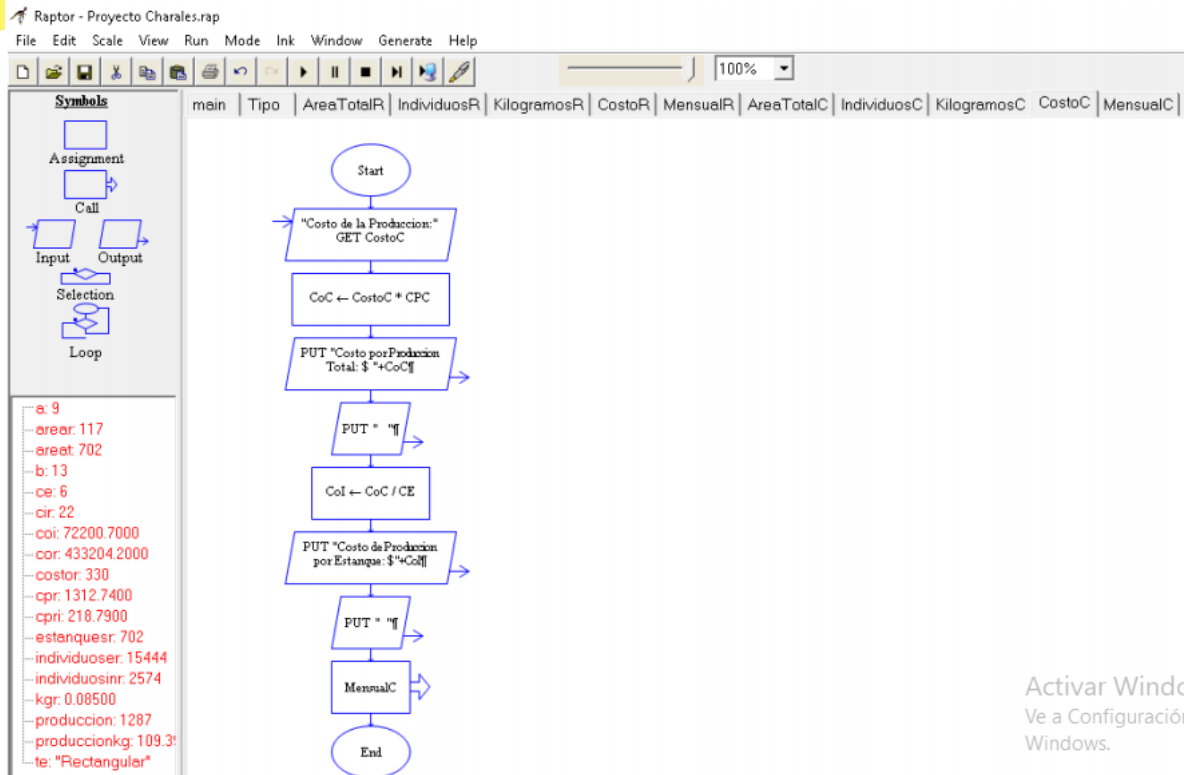 Raptor - Proyecto Charales.rap
File Edit Scale View Run Mode Ink Window Generate Help
100%
Symbols
main Tipo AreaTotalR IndividuosR KilogramosR CostoR MensualR AreaTotalC IndividuosC KilogramosC CostoC MensualC
Assignment
Call
Input Output
Selection
Loop
Start
"Costo de la Produccion:"
GET CostoC
CoC ← CostoC * CPC
PUT "Costo por Produccion
Total: $ "+CoC¶
PUT "  "¶
CoI ← CoC / CE
PUT "Costo de Produccion
por Estanque: $"+CoI¶
PUT " "¶
MensualC
End
a: 9
arear: 117
areat: 702
b: 13
ce: 6
cir: 22
coi: 72200.7000
cor: 433204.2000
costor: 330
cpr: 1312.7400
cpri: 218.7900
estanquesr: 702
individuoser: 15444
individuosinr: 2574
kgr: 0.08500
produccion: 1287
produccionkg: 109.39
te: "Rectangular"
Activar Windo
Ve a Configuración
Windows.